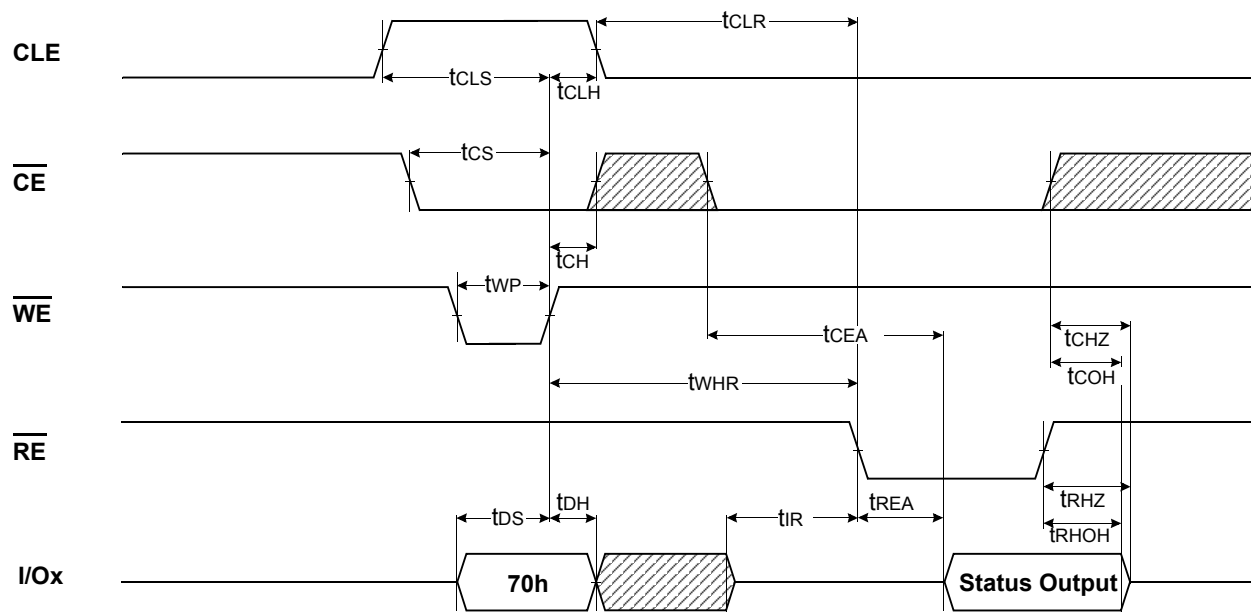 tCLR
CLE
tCLS
tCLH
tCS
CE
tCH
tWP
WE
tCEA
tCHZ
tCOH
tWHR
RE
tDH
tREA
tRHZ
tDS
tIR
tRHOH
I/Ox
70h
Status Output